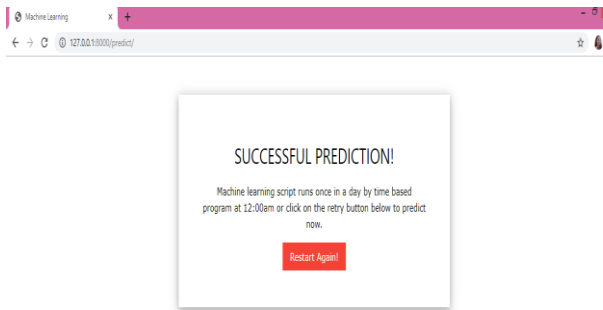 Machine Learning
127.0.0.1:8000/predict/
SUCCESSFUL PREDICTION!
Machine learning script runs once in a day by time based
program at 12:00am or click on the retry button below to predict
now.
Restart Again!